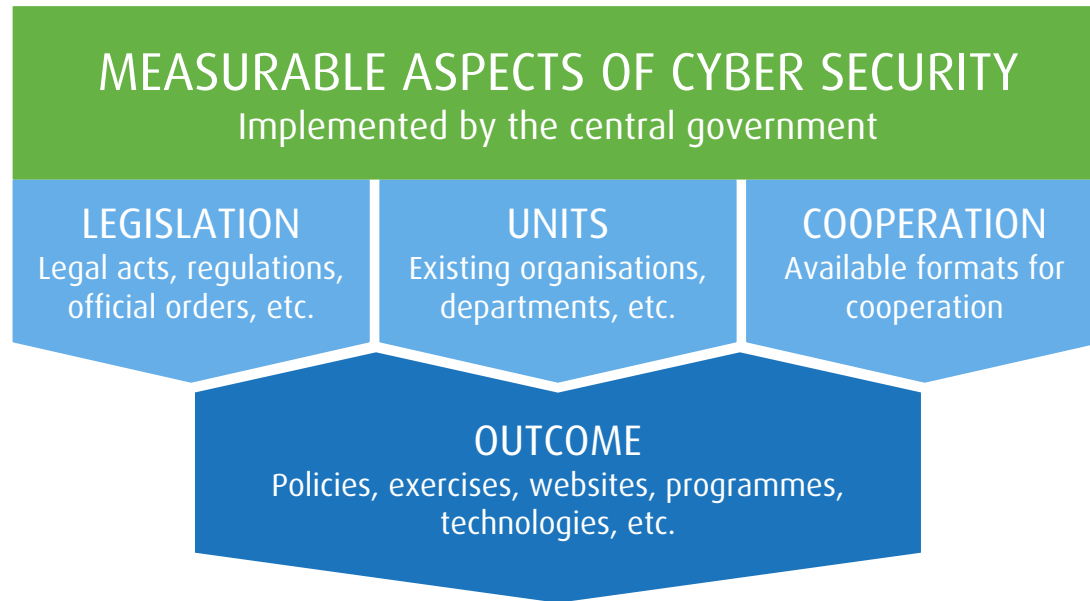 MEASURABLE ASPECTS OF CYBER SECURITY
Implemented by the central government
LEGISLATION
Legal acts, regulations,
official orders, etc.
UNITS
Existing organisations,
departments, etc.
COOPERATION
Available formats for
cooperation
OUTCOME
Policies, exercises, websites, programmes,
technologies, etc.